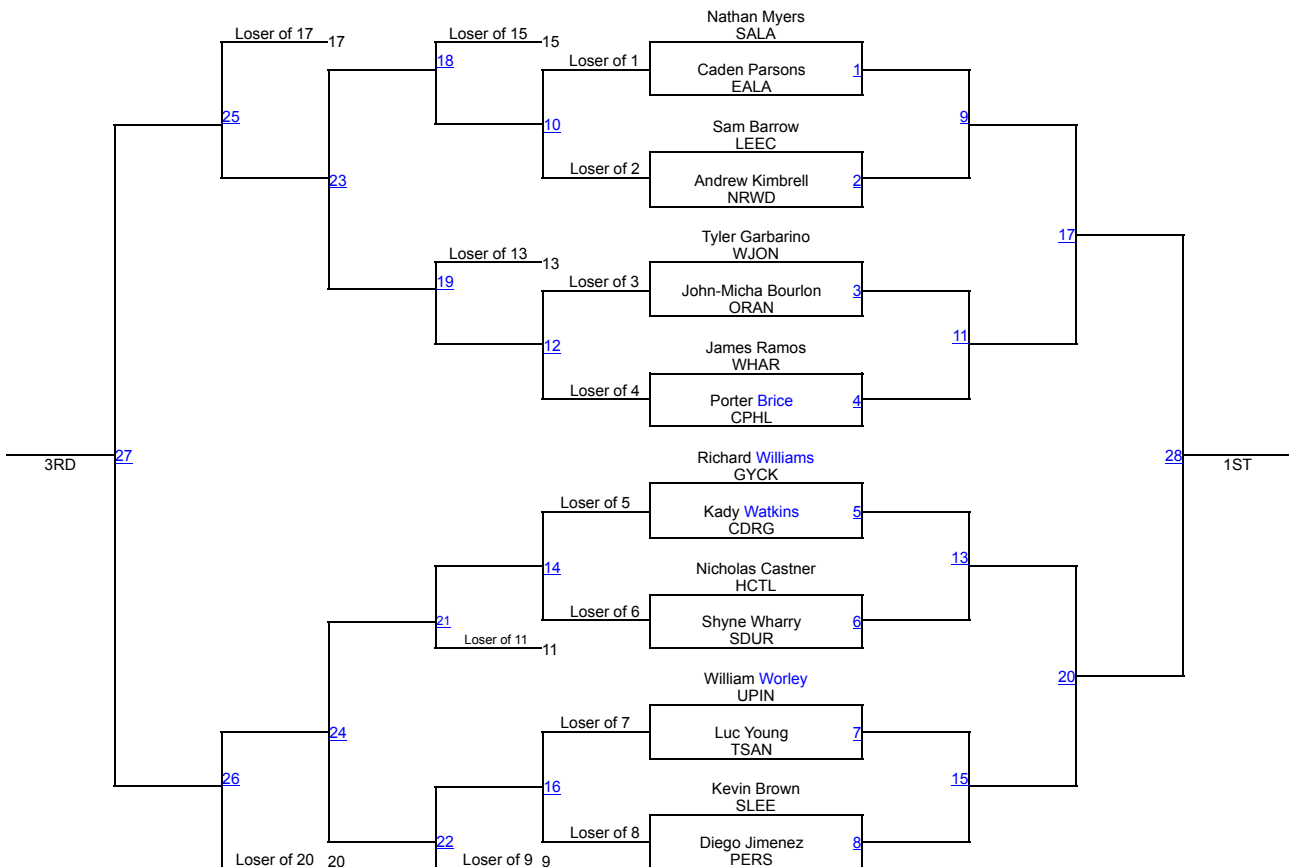 Nathan Myers
SALA
Loser of 17 17
Loser of 15 15
18
Loser of 1
Caden Parsons 1
EALA
25
10
9
Sam Barrow
LEEC
Loser of 2
23
Andrew Kimbrell 2
NRWD
Tyler Garbarino
WJON
17
Loser of 13 13
19
Loser of 3
John-Micha Bourlon 3
ORAN
12
11
James Ramos
WHAR
Loser of 4
Porter Brice 4
CPHL
3RD
27
Richard Williams
GYCK
28
1ST
Loser of 5
Kady Watkins 5
CDRG
14
13
Nicholas Castner
HCTL
21
Loser of 6
Shyne Wharry 6
SDUR
Loser of 11 11
William Worley
UPIN
20
24
Loser of 7
Luc Young 7
TSAN
26
16
15
Kevin Brown
SLEE
22
Loser of 8
Diego Jimenez 8
PERS
Loser of 20 20
Loser of 9 9